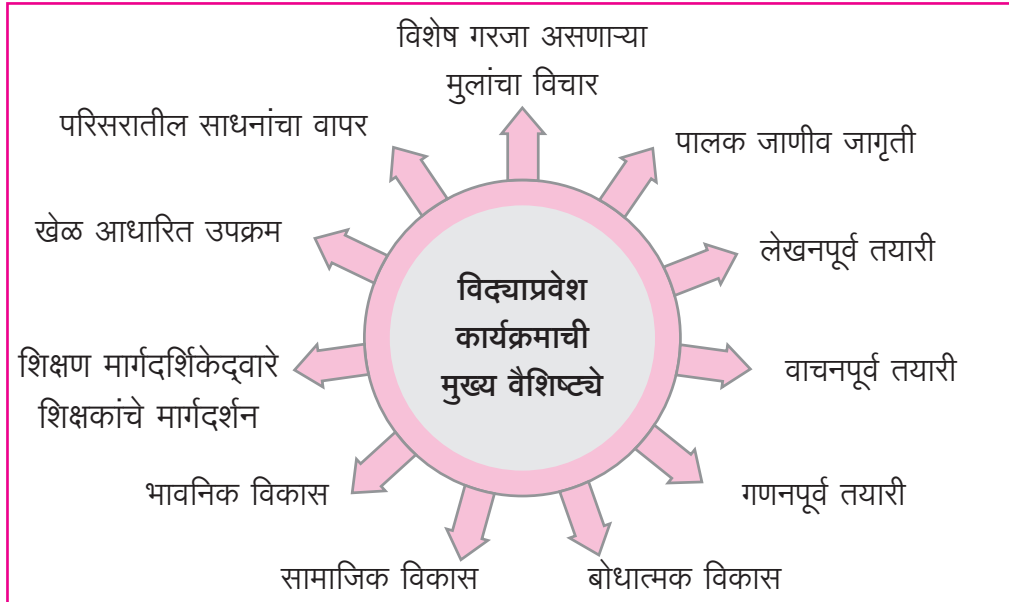 विशेष गरजा असणाऱ्या
मुलांचा विचार
पालक जाणीव जागृती
लेखनपूर्व तयारी
वाचनपूर्व तयारी
गणनपूर्व तयारी
बोधात्मक विकास
सामाजिक विकास
भावनिक विकास
शिक्षण मार्गदर्शिकेद्‌वारे
शिक्षकांचे मार्गदर्शन
खेळ आधारित उपक्रम
परिसरातील साधनांचा वापर
विद्याप्रवेश
कार्यक्रमाची
मुख्य वैशिष्ट्ये